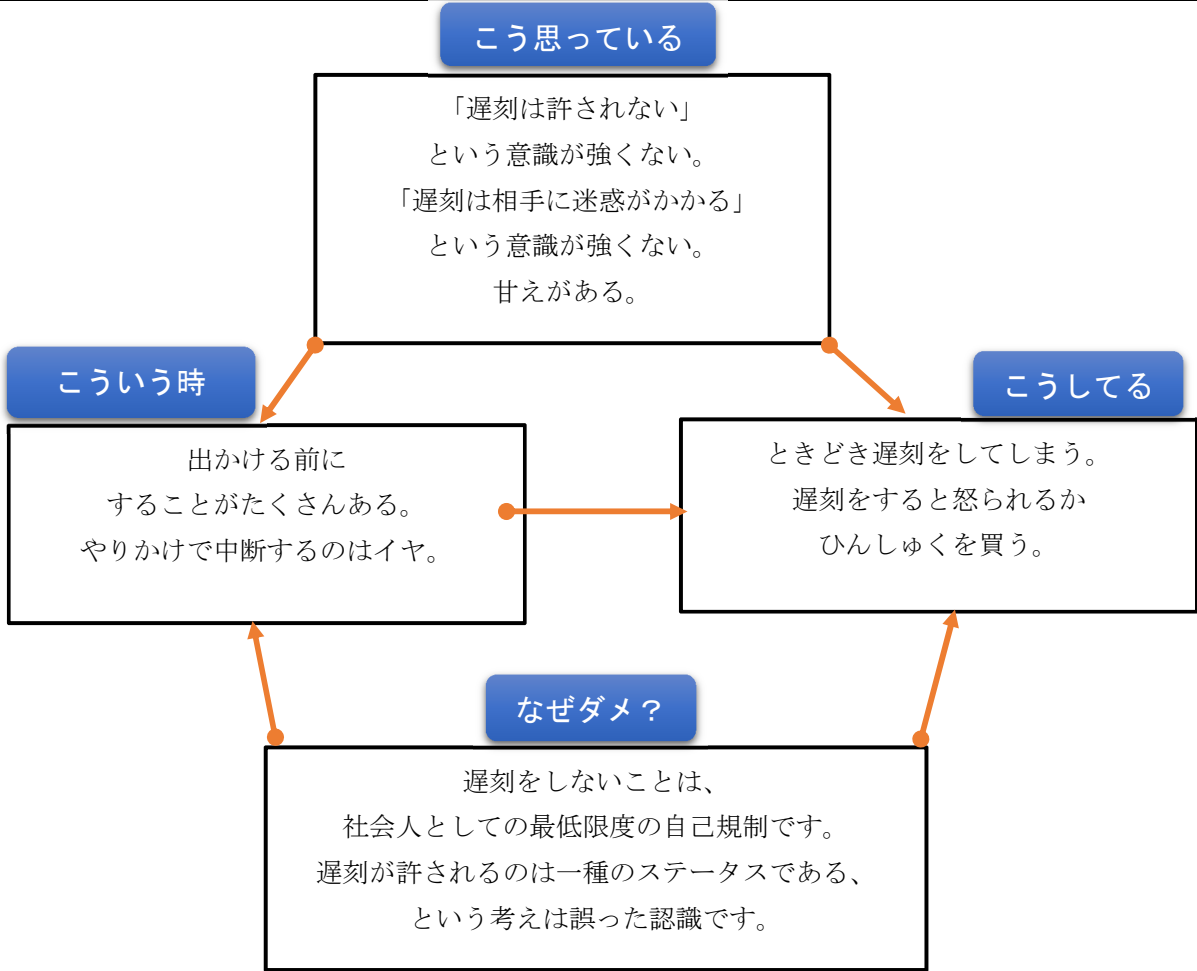 こう思っている
「遅刻は許されない」
という意識が強くない。
「遅刻は相手に迷惑がかかる」
という意識が強くない。
甘えがある。
こういう時
出かける前に
することがたくさんある。
やりかけで中断するのはイヤ。
こうしてる
ときどき遅刻をしてしまう。
遅刻をすると怒られるか
ひんしゅくを買う。
なぜダメ？
遅刻をしないことは、
社会人としての最低限度の自己規制です。
遅刻が許されるのは一種のステータスである、
という考えは誤った認識です。